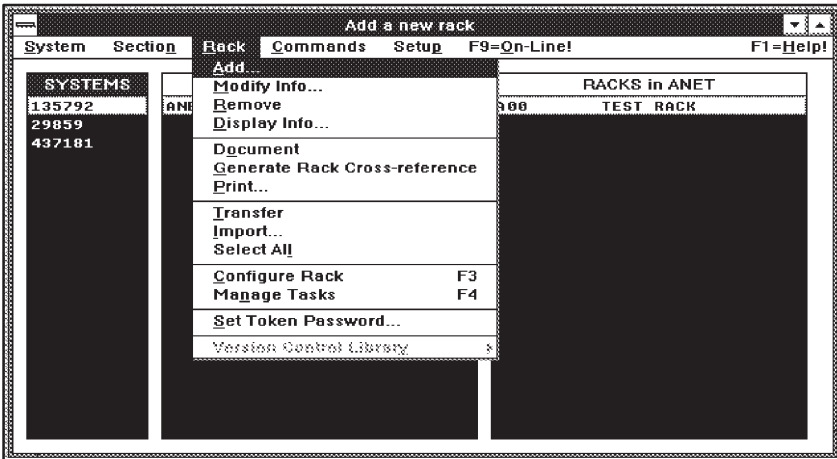 Add a new rack
System Section Rack Commands Setup F9=On-Line! F1=Help!
Add...
SYSTEMS
Modify Info...
RACKS in ANET
135792
Remove
A00 TEST RACK
29859
Display Info...
437181
Document
Generate Rack Cross-reference
Print...
Transfer
Import...
Select All
Configure Rack F3
Manage Tasks F4
Set Token Password...
Version Control Library